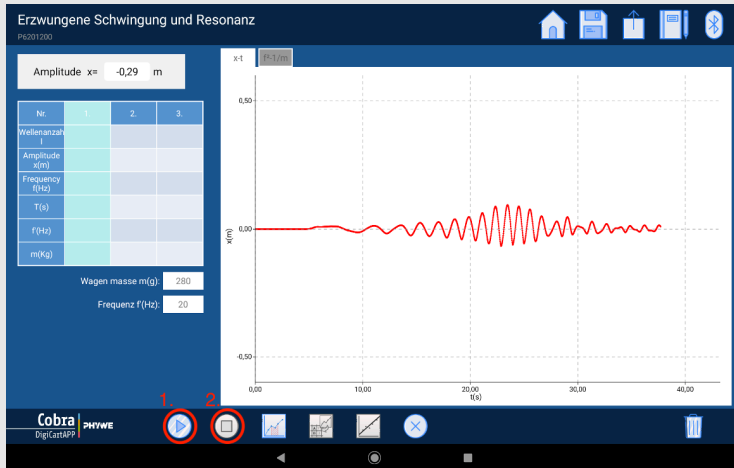 Erzwungene Schwingung und Resonanz
P6201200
Amplitude x= -0,29 m
Nr. 1 2. 3.
Wellenanzah
l
Amplitude
x(m)
Frequency
f(Hz)
T(s)
f'(Hz)
m(Kg)
Wagen masse m(g): 280
Frequenz f'(Hz): 20
x-t
f²-1/m
0,50
0,00
-0,50
x(m)
0,00 10,00 20,00 30,00 40,00
t(s)
1. 2.
Cobra PHYWE
DigiCartAPP